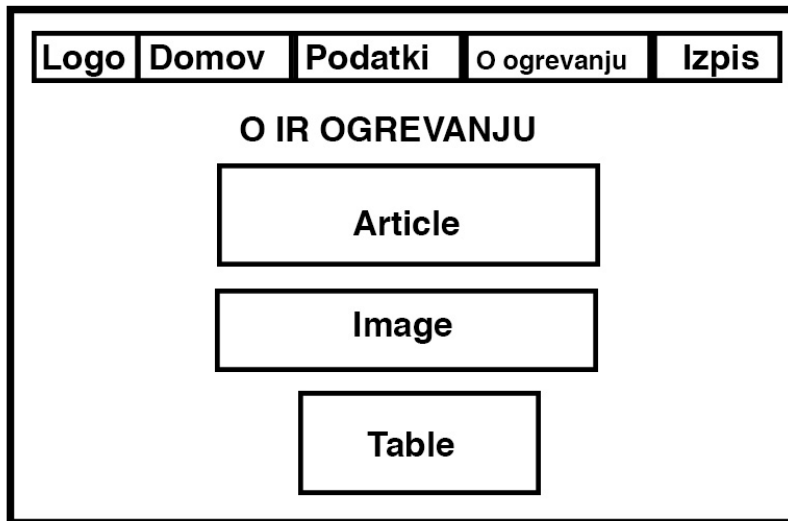 Logo Domov Podatki O ogrevanju Izpis
O IR OGREVANJU
Article
Image
Table